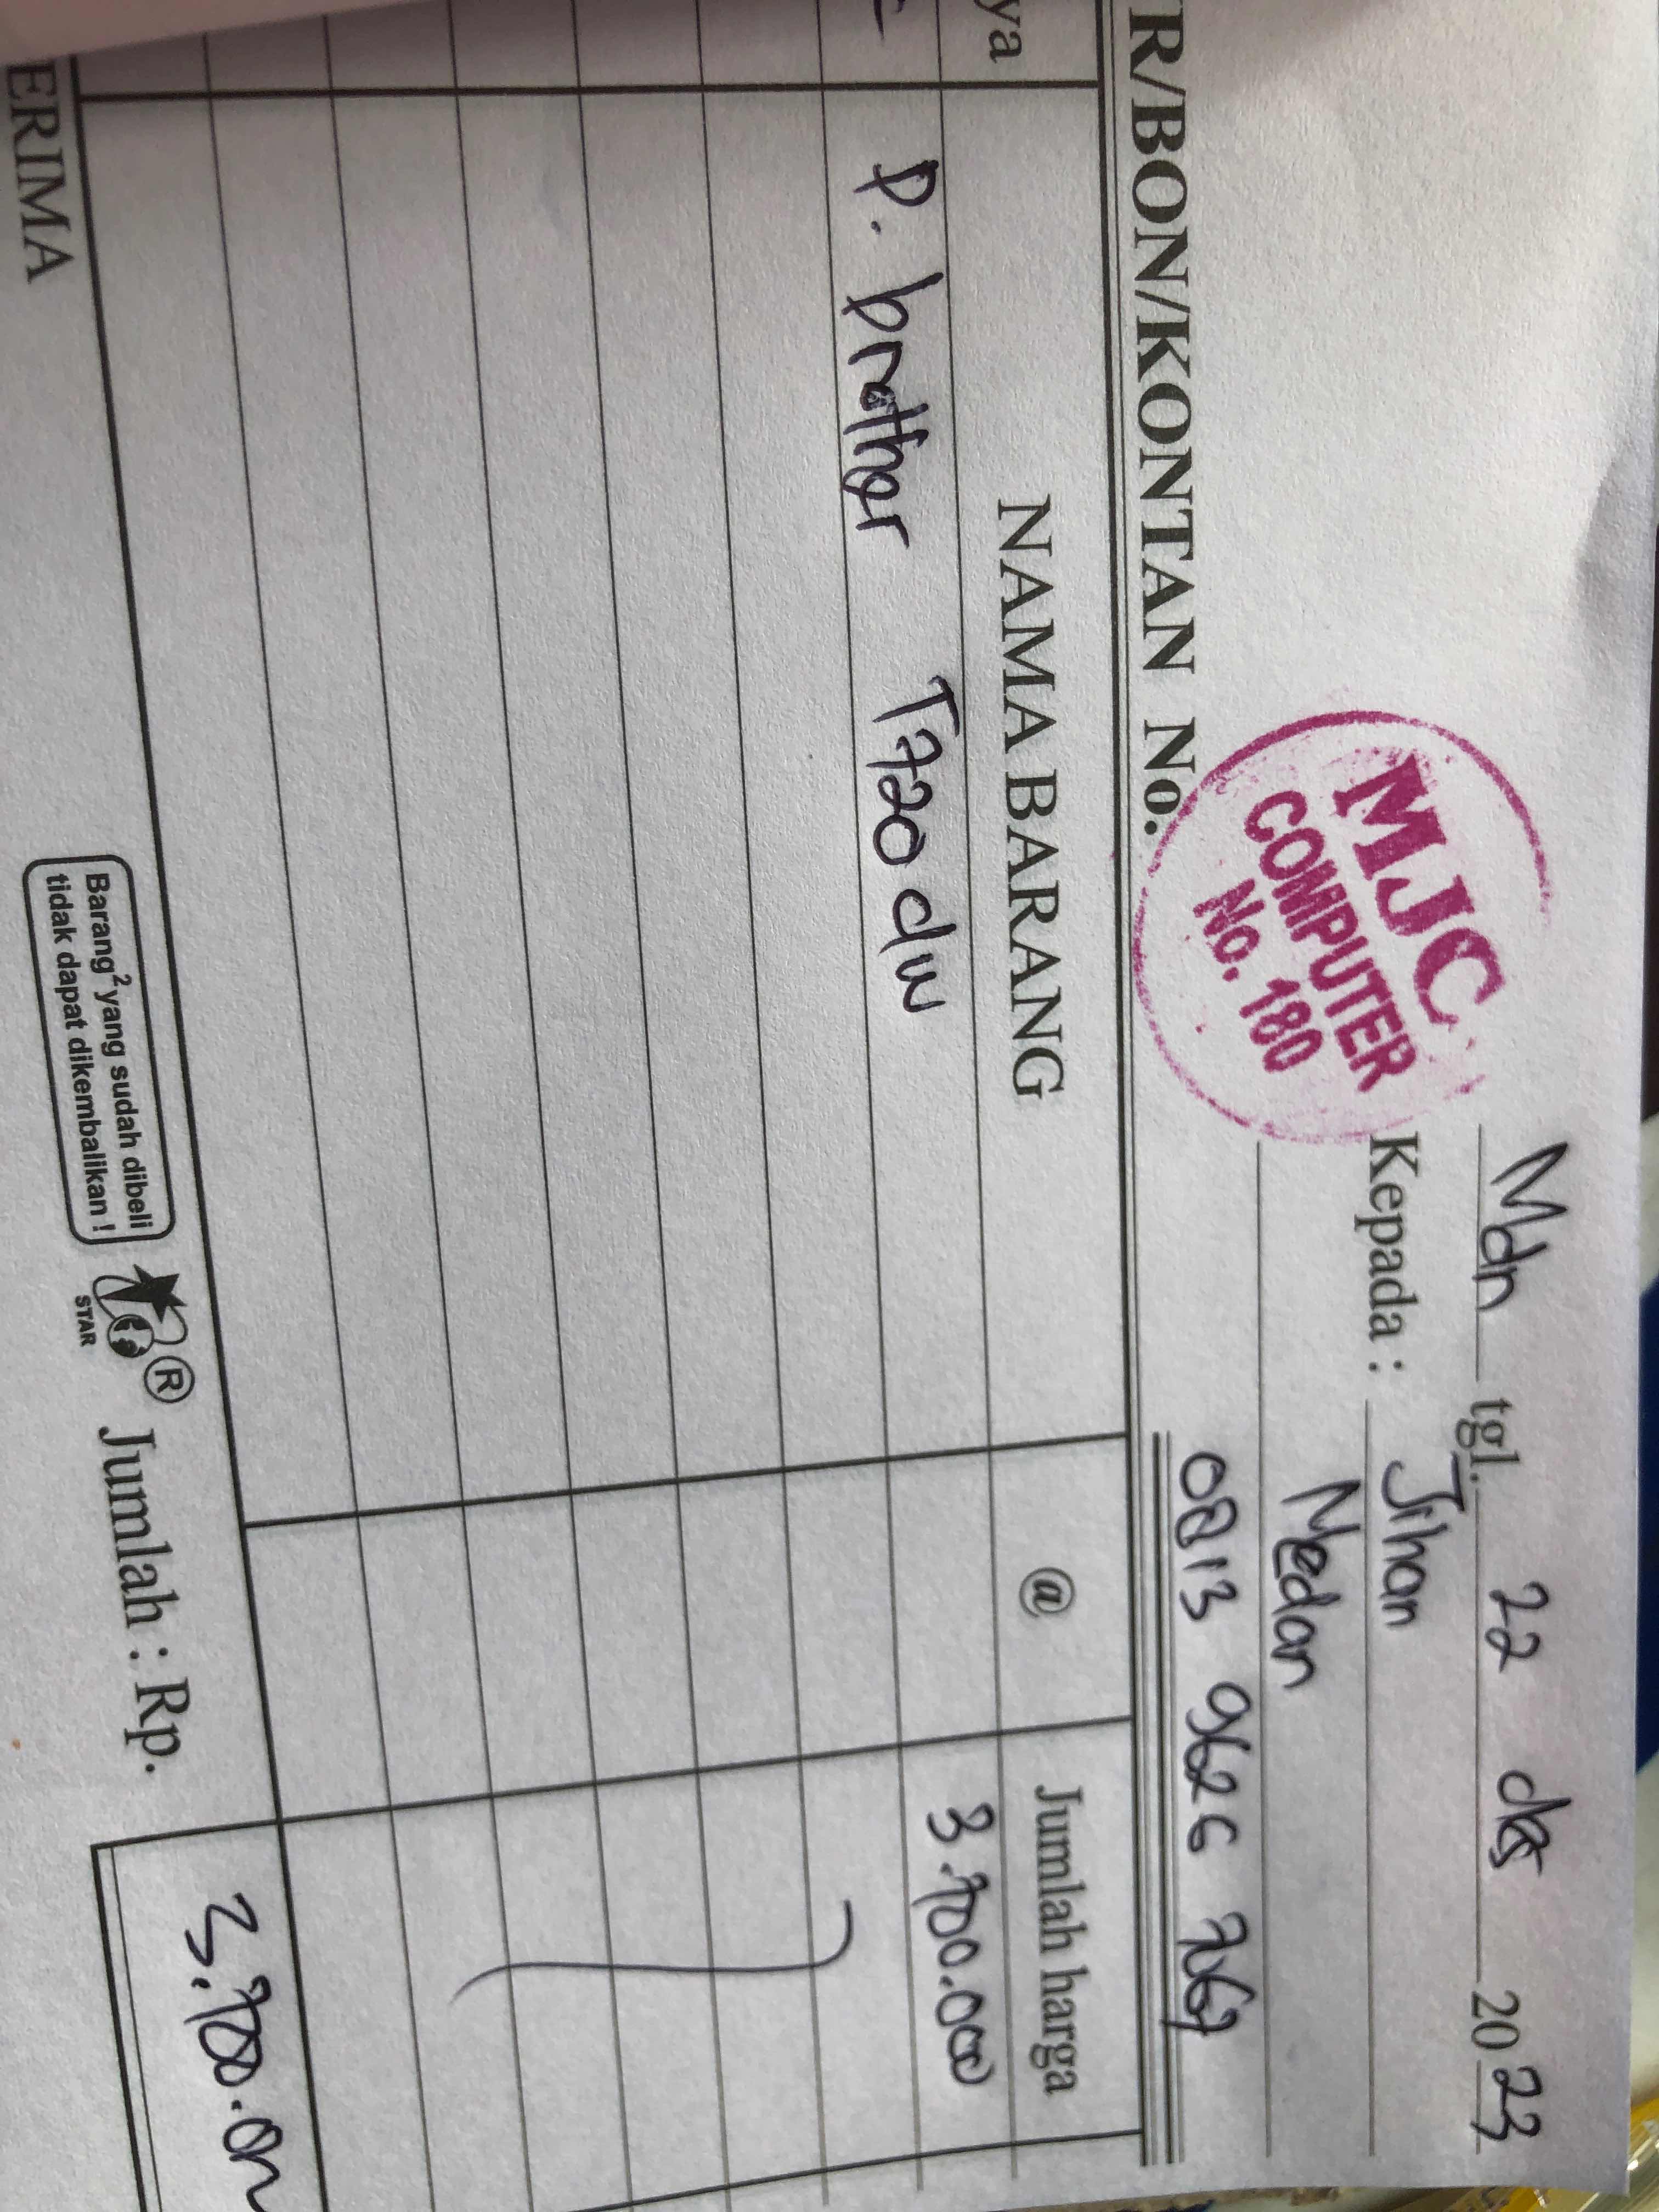 Mdn tgl. 22 des 2023
MJC
COMPUTER
No. 180
Kepada : Jihan
Medan
0813 9626 7067
R/BON/KONTAN No.
ya NAMA BARANG @ Jumlah harga
P. brother T720 dw 3.700.000
Barang² yang sudah dibeli
tidak dapat dikembalikan !
STAR
®
Jumlah : Rp. 3.700.00
ERIMA